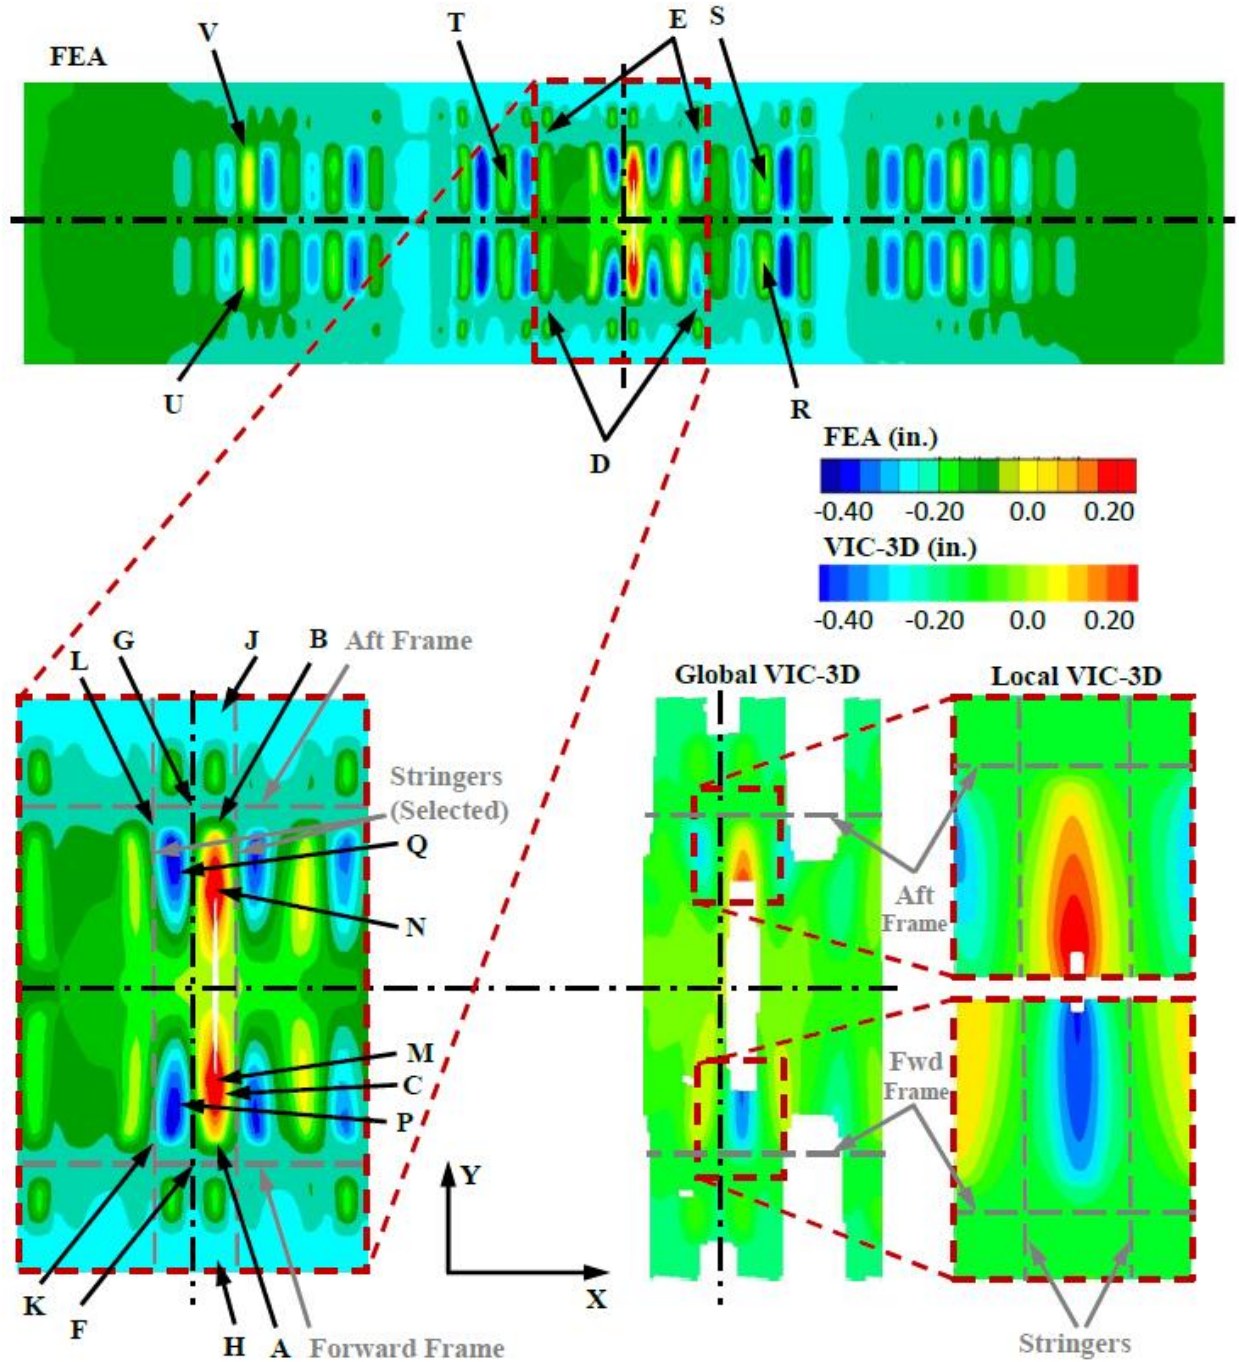 V
T
E
S
FEA
U
D
R
FEA (in.)
-0.40 -0.20 0.0 0.20
VIC-3D (in.)
-0.40 -0.20 0.0 0.20
L
G
J
B
Aft Frame
Stringers
(Selected)
Q
N
M
C
P
K
F
H
A
Forward Frame
Y
X
Global VIC-3D
Local VIC-3D
Aft
Frame
Fwd
Frame
Stringers